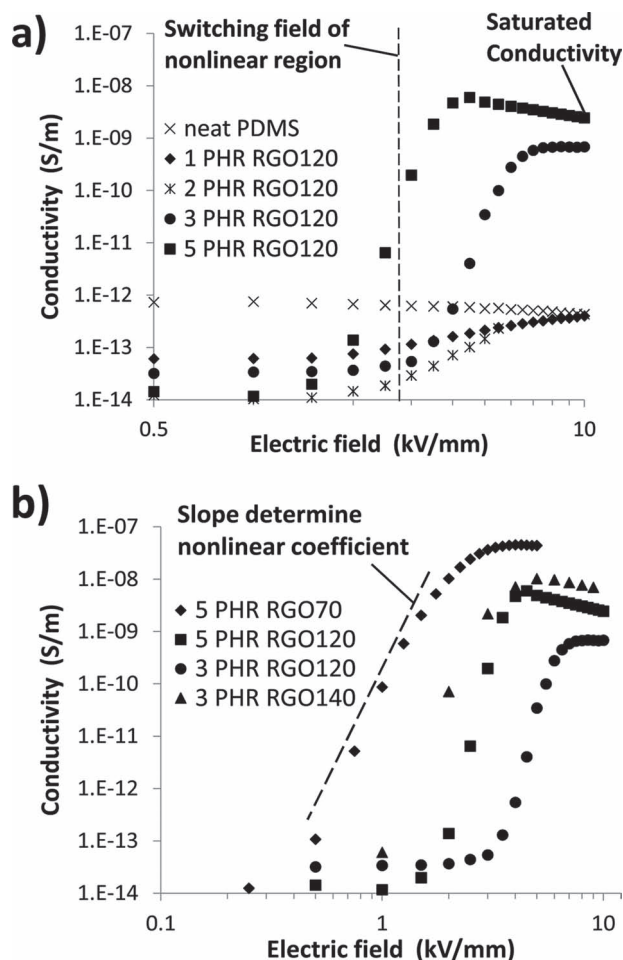 a)
Switching field of
nonlinear region
Saturated
Conductivity
1.E-07
1.E-08
1.E-09
1.E-10
1.E-11
1.E-12
1.E-13
1.E-14
Conductivity (S/m)
neat PDMS
1 PHR RGO120
2 PHR RGO120
3 PHR RGO120
5 PHR RGO120
0.5
10
Electric field (kV/mm)
b)
Slope determine
nonlinear coefficient
1.E-07
1.E-08
1.E-09
1.E-10
1.E-11
1.E-12
1.E-13
1.E-14
Conductivity (S/m)
5 PHR RGO70
5 PHR RGO120
3 PHR RGO120
3 PHR RGO140
0.1
1
10
Electric field (kV/mm)